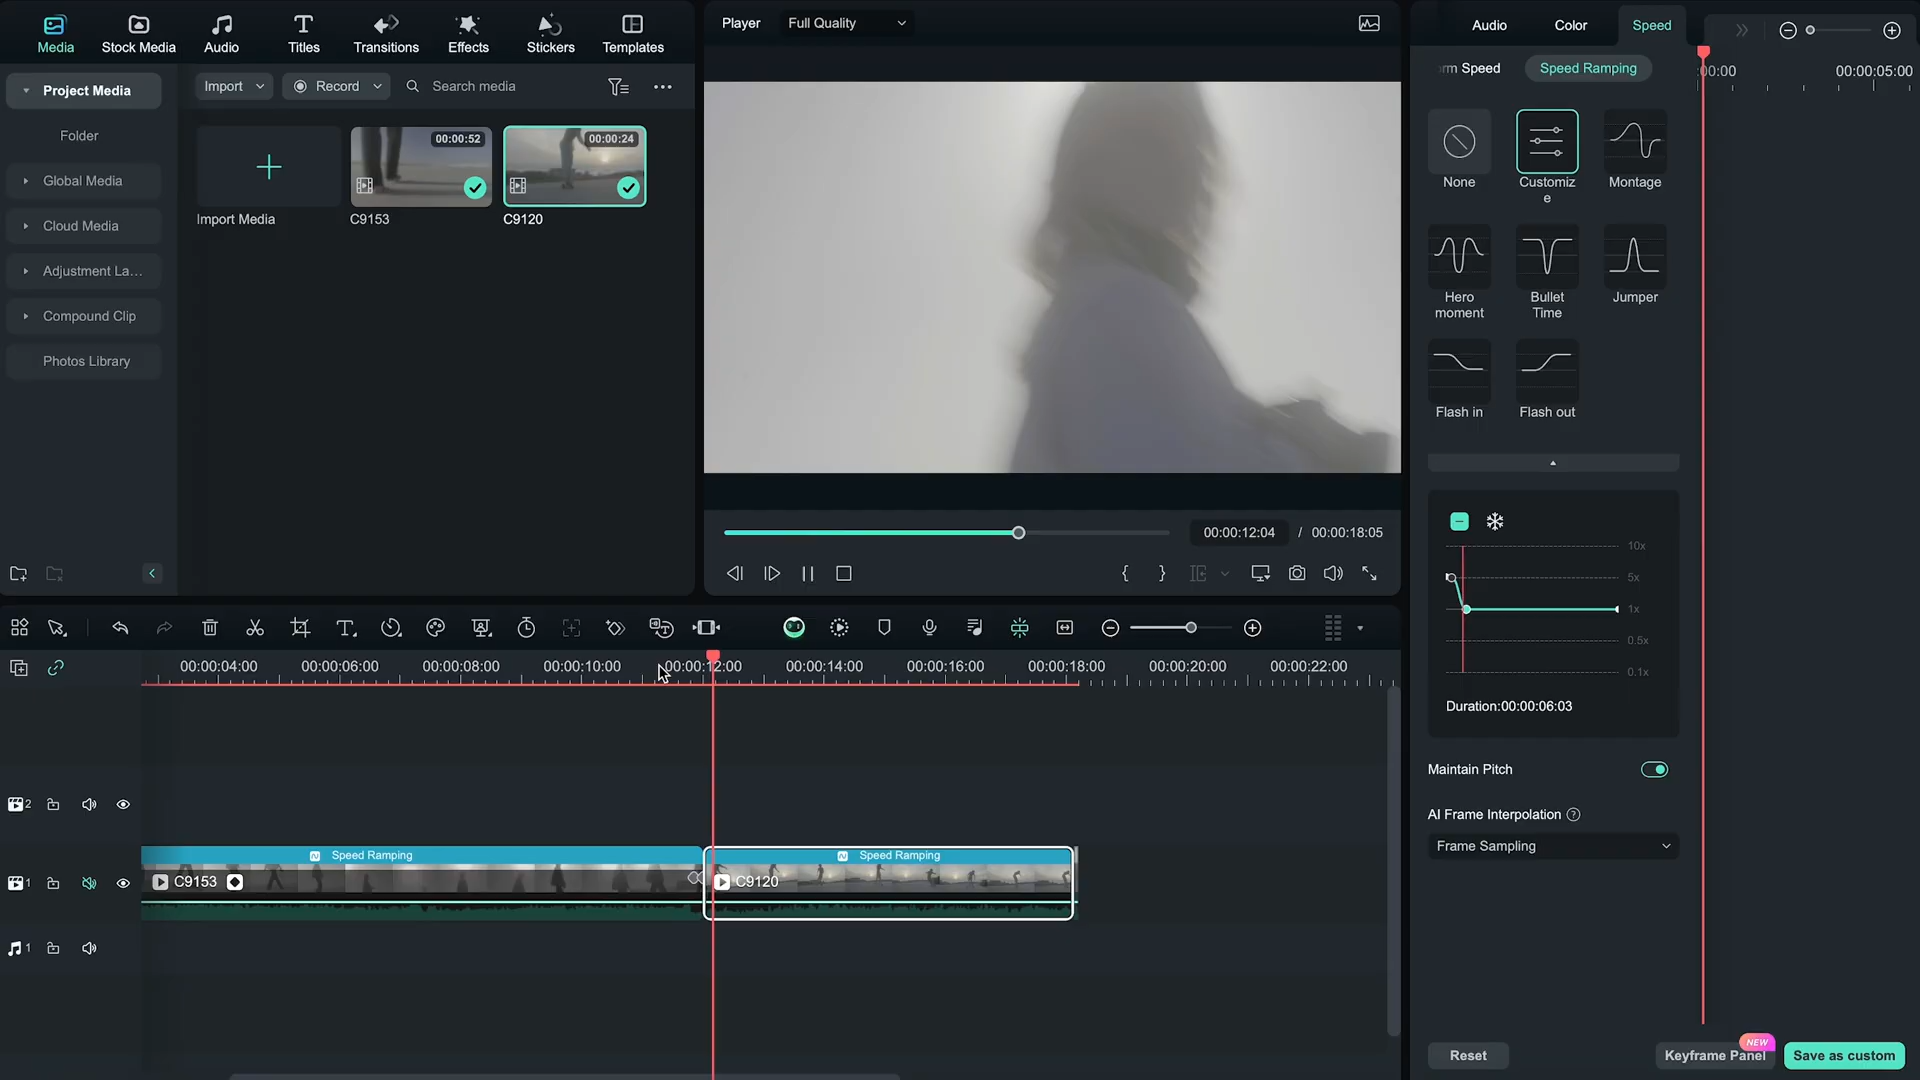 Media
Stock Media
Audio
Titles
Transitions
Effects
Stickers
Templates
Project Media
Folder
Global Media
Cloud Media
Adjustment La...
Compound Clip
Photos Library
Import
Record
Search media
Import Media
00:00:52
C9153
00:00:24
C9120
Player
Full Quality
00:00:12:04 / 00:00:18:05
Audio
Color
Speed
rm Speed
Speed Ramping
None
Customiz
e
Montage
Hero
moment
Bullet
Time
Jumper
Flash in
Flash out
10x
5x
1x
0.5x
0.1x
Duration:00:00:06:03
Maintain Pitch
AI Frame Interpolation
Frame Sampling
Reset
Keyframe Panel
NEW
Save as custom
:00:00
00:00:05:00
00:00:04:00
00:00:06:00
00:00:08:00
00:00:10:00
00:00:12:00
00:00:14:00
00:00:16:00
00:00:18:00
00:00:20:00
00:00:22:00
2
Speed Ramping
Speed Ramping
1
C9153
C9120
1